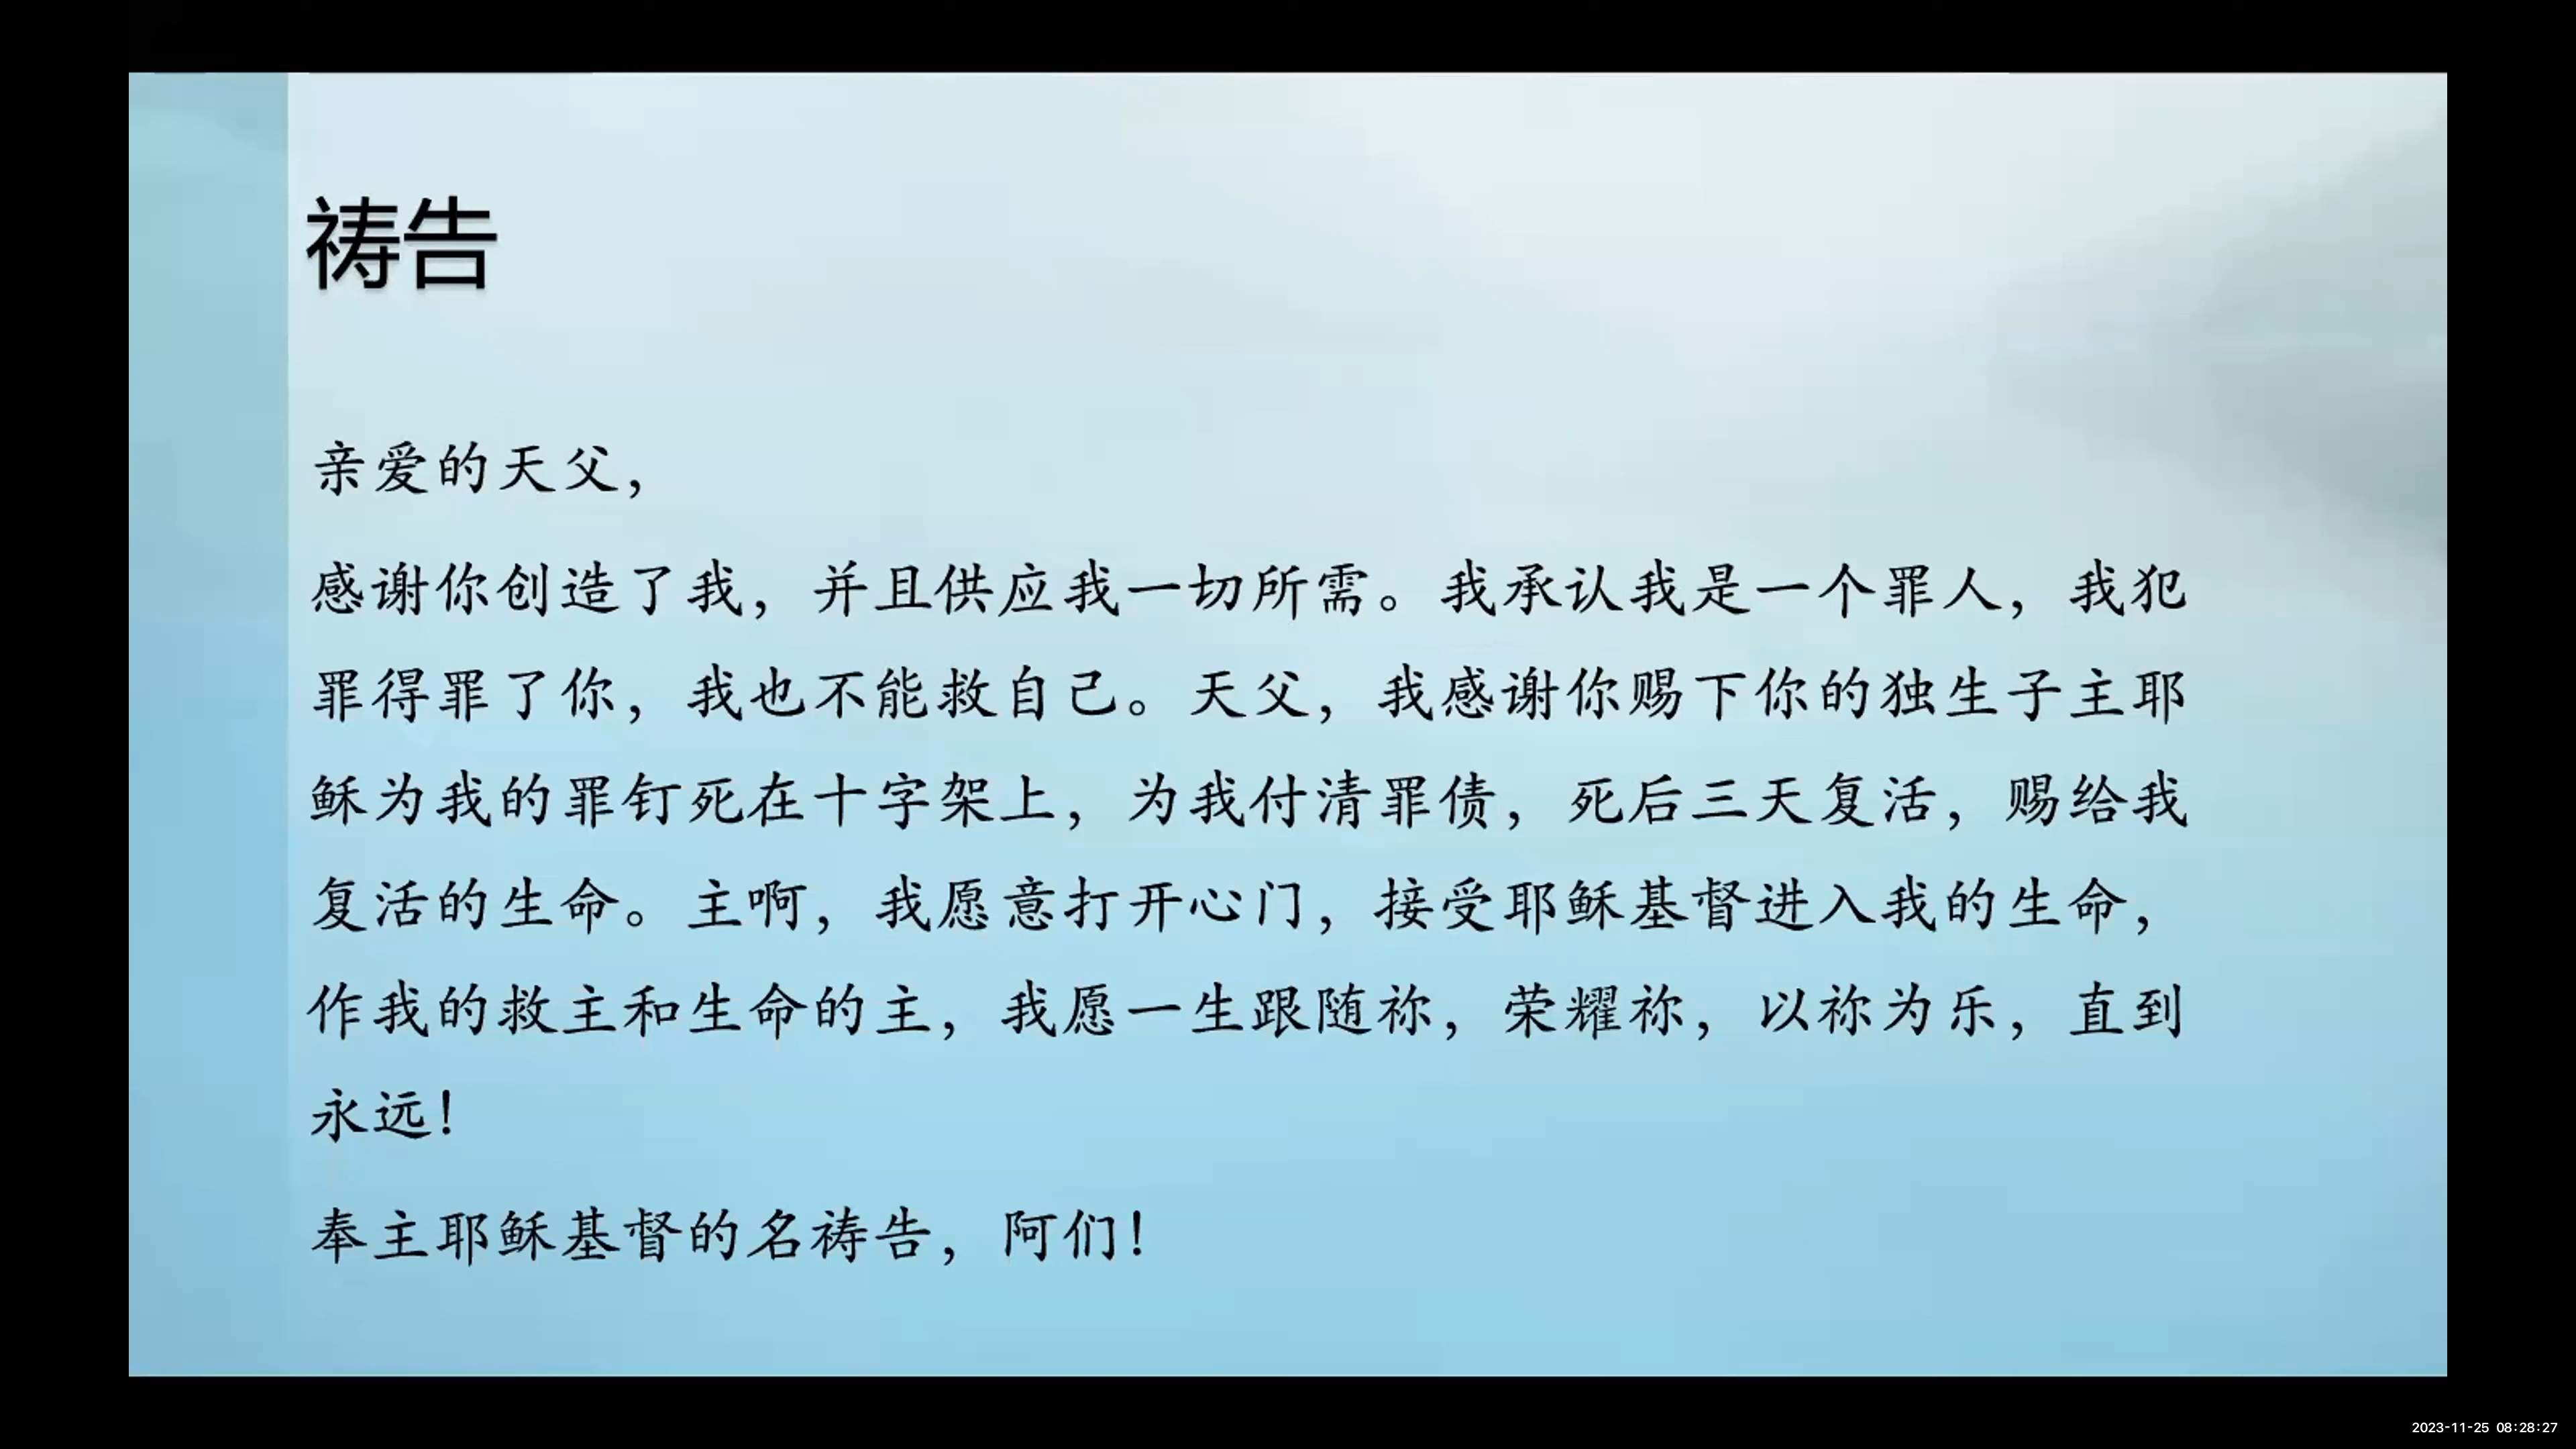 祷告
亲爱的天父，
感谢你创造了我，并且供应我一切所需。我承认我是一个罪人，我犯
罪得罪了你，我也不能救自己。天父，我感谢你赐下你的独生子主耶
稣为我的罪钉死在十字架上，为我付清罪债，死后三天复活，赐给我
复活的生命。主啊，我愿意打开心门，接受耶稣基督进入我的生命，
作我的救主和生命的主，我愿一生跟随祢，荣耀祢，以祢为乐，直到
永远！
奉主耶稣基督的名祷告，阿们！
2023-11-25 08:28:27